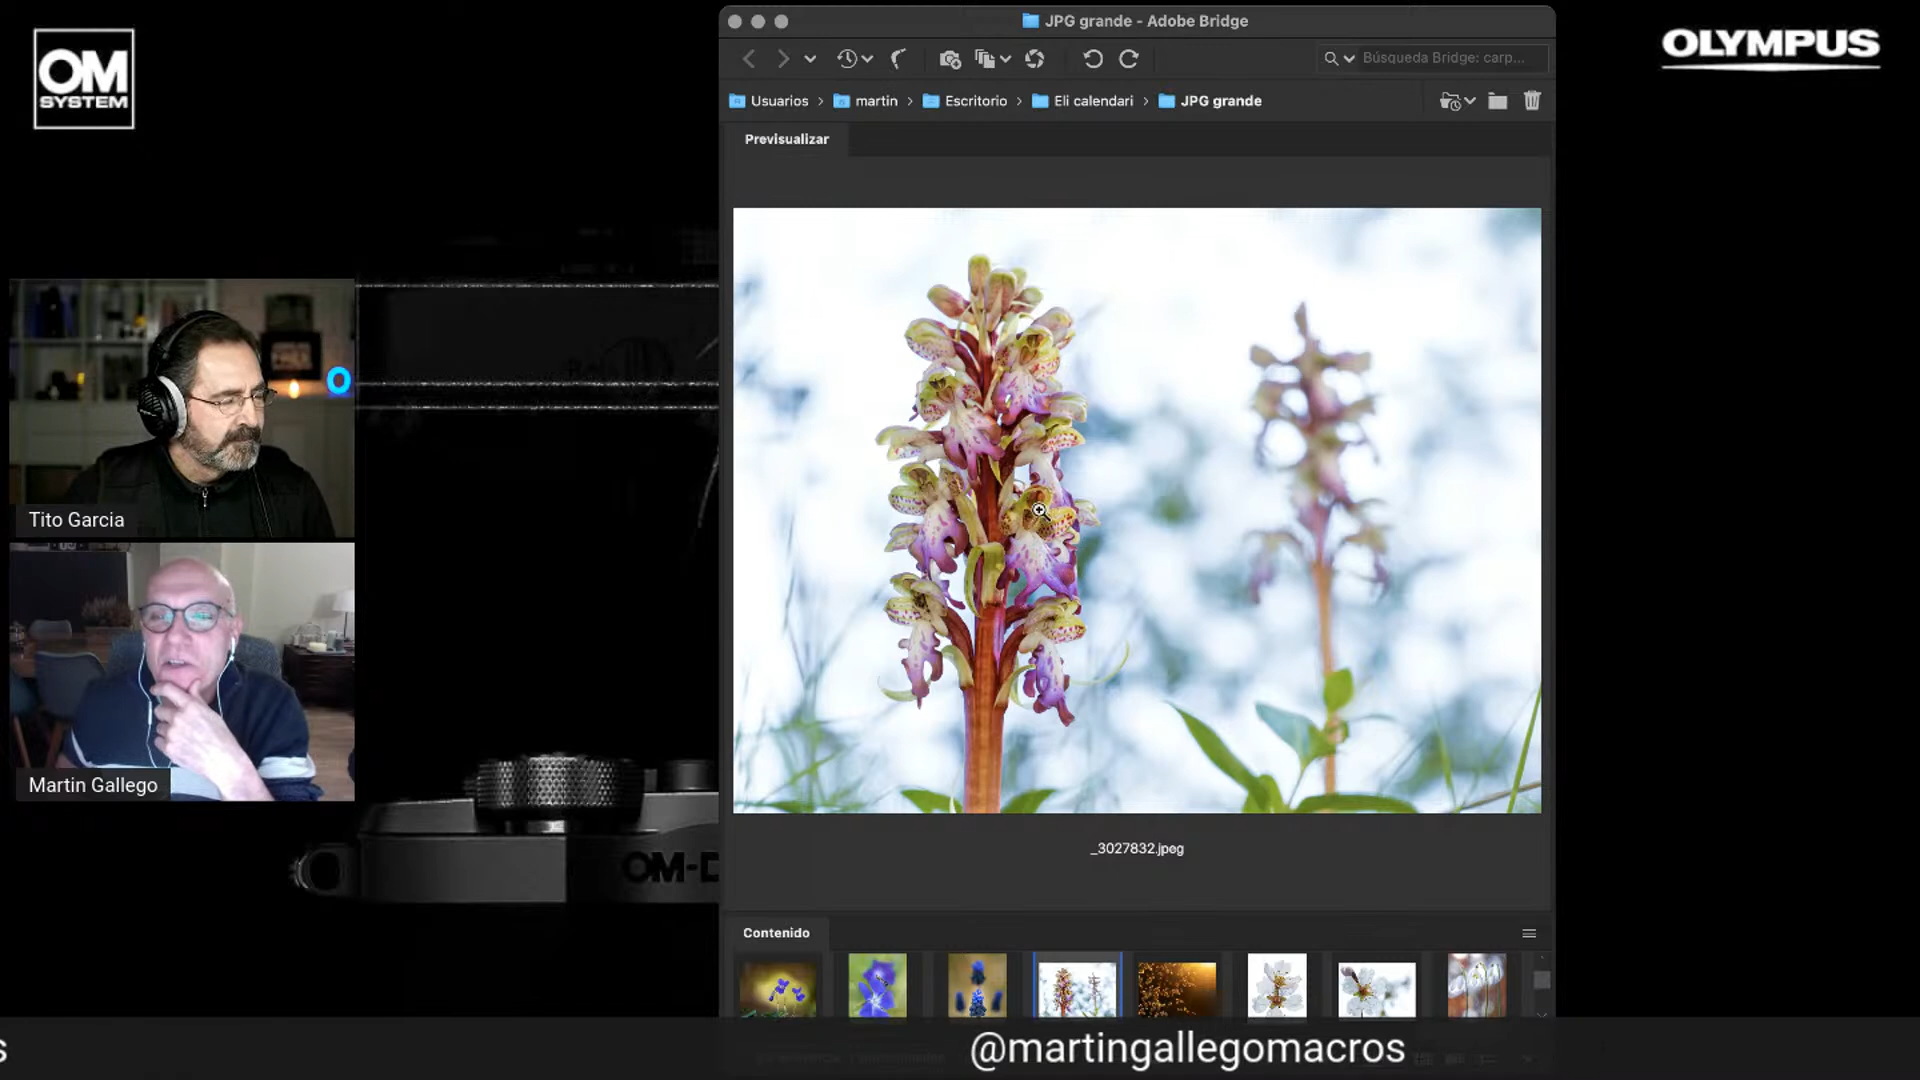 OM
SYSTEM
JPG grande - Adobe Bridge
OLYMPUS
Búsqueda Bridge: carp...
Usuarios
martin
Escritorio
Eli calendari
JPG grande
Previsualizar
Tito Garcia
Martin Gallego
OM-D
_3027832.jpeg
Contenido
s
@martingallegomacros